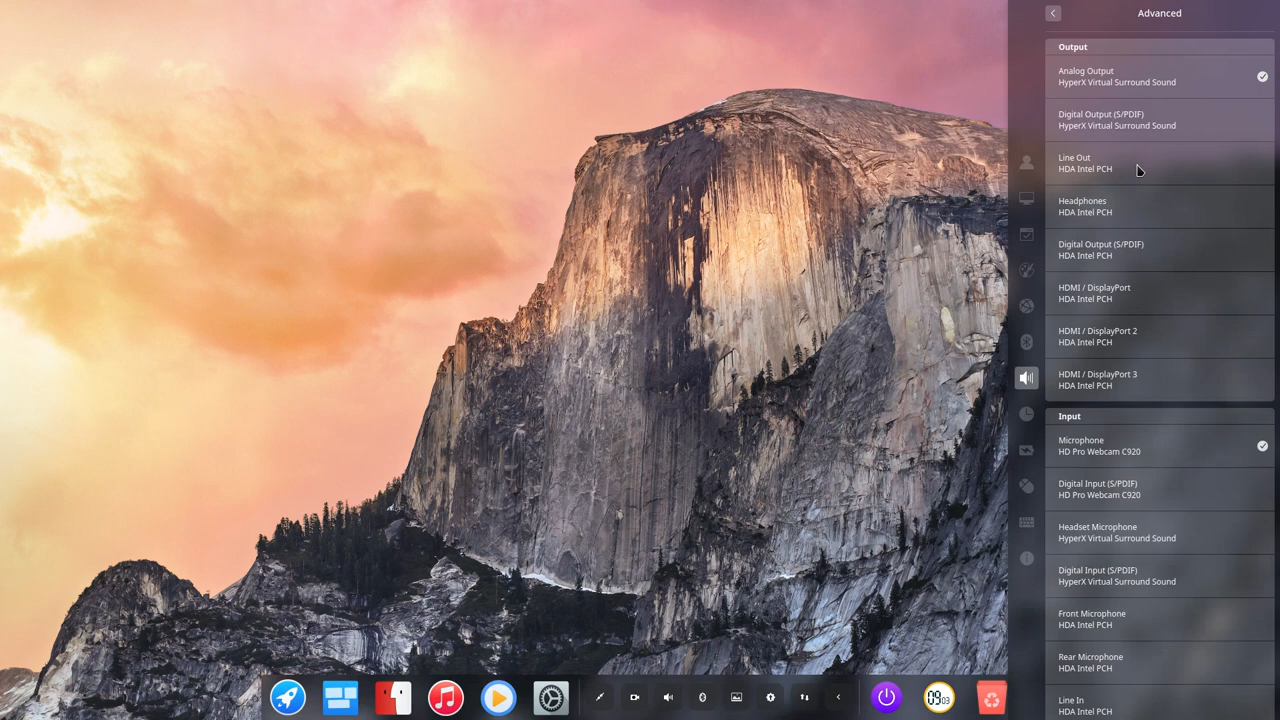 Advanced
Output
Analog Output
HyperX Virtual Surround Sound
Digital Output (S/PDIF)
HyperX Virtual Surround Sound
Line Out
HDA Intel PCH
Headphones
HDA Intel PCH
Digital Output (S/PDIF)
HDA Intel PCH
HDMI / DisplayPort
HDA Intel PCH
HDMI / DisplayPort 2
HDA Intel PCH
HDMI / DisplayPort 3
HDA Intel PCH
Input
Microphone
HD Pro Webcam C920
Digital Input (S/PDIF)
HD Pro Webcam C920
Headset Microphone
HyperX Virtual Surround Sound
Digital Input (S/PDIF)
HyperX Virtual Surround Sound
Front Microphone
HDA Intel PCH
Rear Microphone
HDA Intel PCH
Line In
HDA Intel PCH
09 03